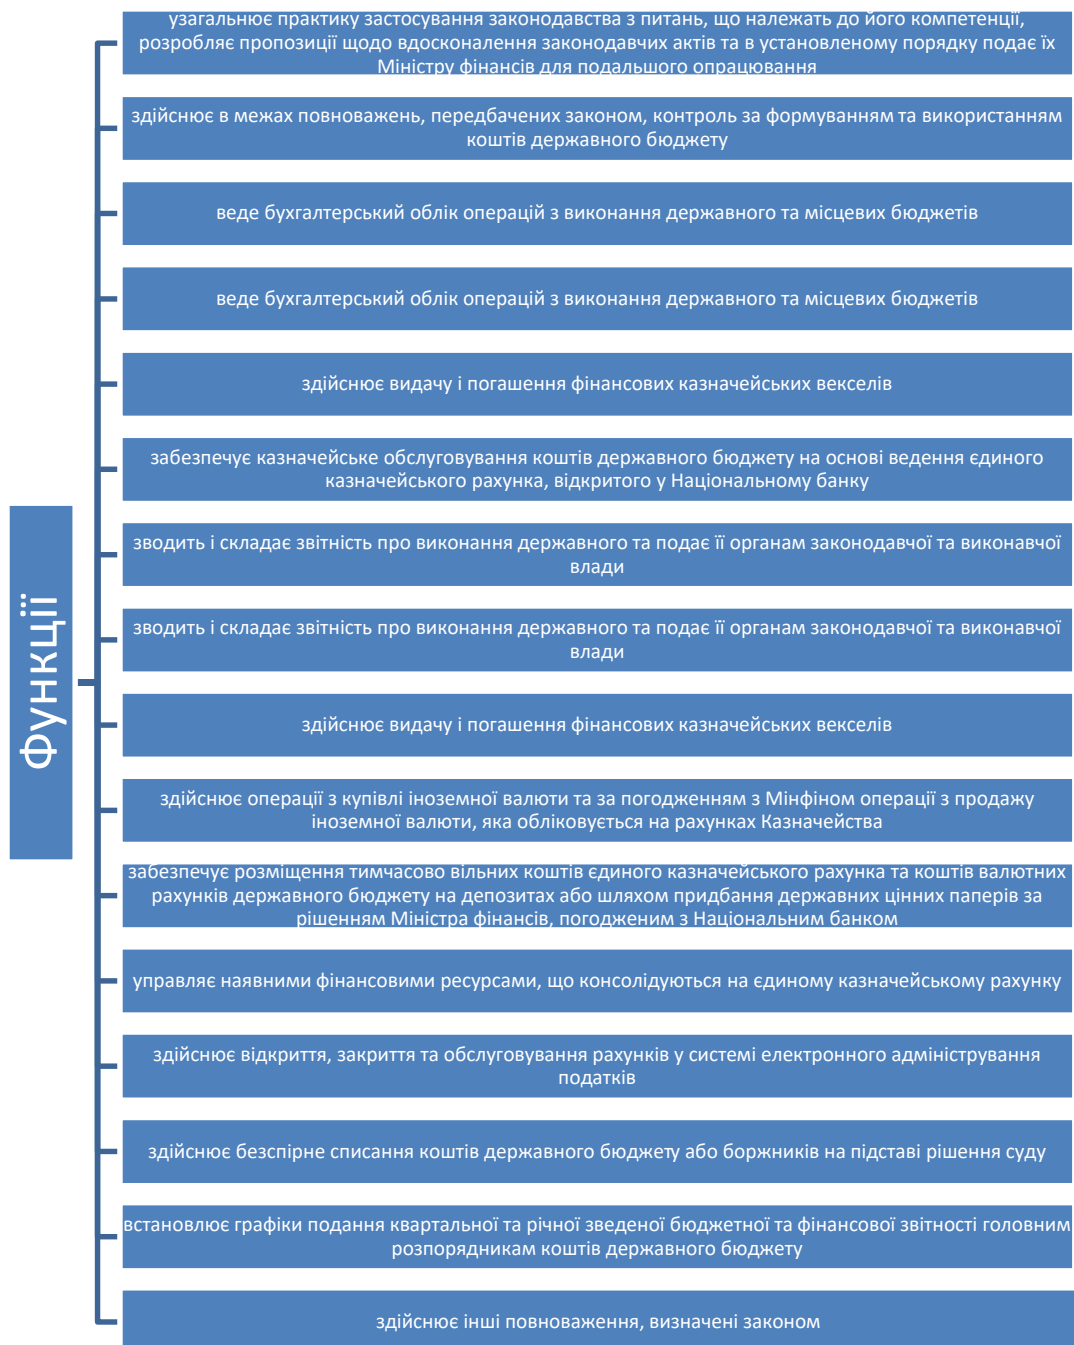 Функції
узагальнює практику застосування законодавства з питань, що належать до його компетенції,
розробляє пропозиції щодо вдосконалення законодавчих актів та в установленому порядку подає їх
Міністру фінансів для подальшого опрацювання
здійснює в межах повноважень, передбачених законом, контроль за формуванням та використанням
коштів державного бюджету
веде бухгалтерський облік операцій з виконання державного та місцевих бюджетів
веде бухгалтерський облік операцій з виконання державного та місцевих бюджетів
здійснює видачу і погашення фінансових казначейських векселів
забезпечує казначейське обслуговування коштів державного бюджету на основі ведення єдиного
казначейського рахунка, відкритого у Національному банку
зводить і складає звітність про виконання державного та подає її органам законодавчої та виконавчої
влади
зводить і складає звітність про виконання державного та подає її органам законодавчої та виконавчої
влади
здійснює видачу і погашення фінансових казначейських векселів
здійснює операції з купівлі іноземної валюти та за погодженням з Мінфіном операції з продажу
іноземної валюти, яка обліковується на рахунках Казначейства
забезпечує розміщення тимчасово вільних коштів єдиного казначейського рахунка та коштів валютних
рахунків державного бюджету на депозитах або шляхом придбання державних цінних паперів за
рішенням Міністра фінансів, погодженим з Національним банком
управляє наявними фінансовими ресурсами, що консолідуються на єдиному казначейському рахунку
здійснює відкриття, закриття та обслуговування рахунків у системі електронного адміністрування
податків
здійснює безспірне списання коштів державного бюджету або боржників на підставі рішення суду
встановлює графіки подання квартальної та річної зведеної бюджетної та фінансової звітності головним
розпорядникам коштів державного бюджету
здійснює інші повноваження, визначені законом